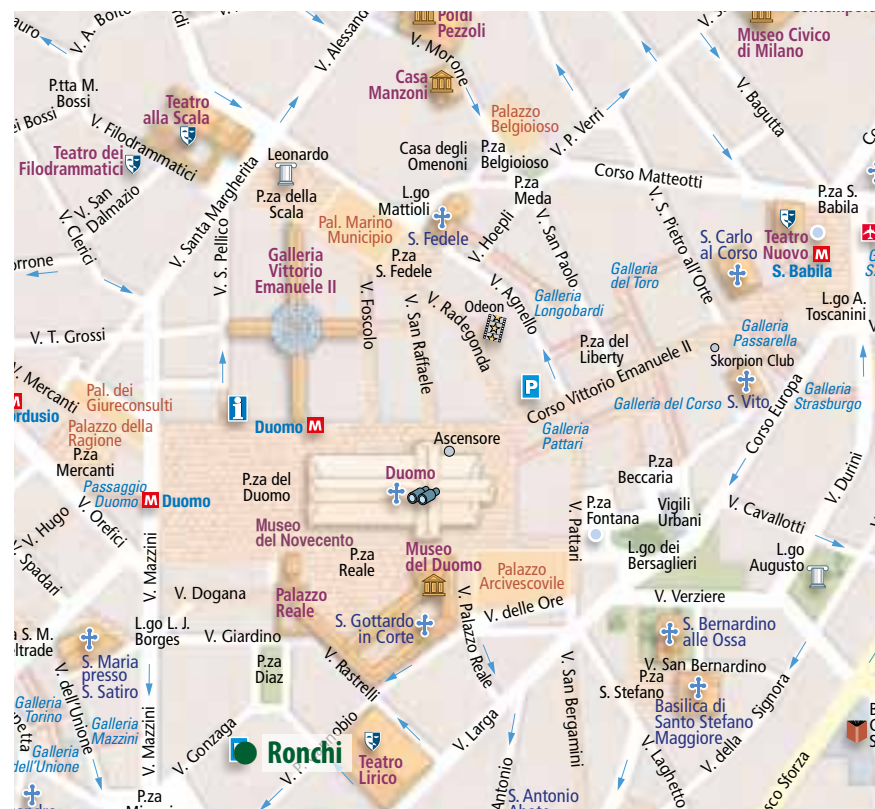 V. A. Boito
V. Alessand
Poldi
Pezzoli
V. Morone
Museo Civico
di Milano
P.tta M.
Bossi
ei Bossi
Teatro
alla Scala
Casa
Manzoni
Palazzo
Belgioioso
V. P. Verri
V. Bagutta
V. Filodrammatici
Teatro dei
Filodrammatici
Leonardo
Casa degli
Omenoni
P.za
Belgioioso
Corso Matteotti
V. San
Dalmazio
V. Clerici
V. Santa Margherita
P.za della
Scala
L.go
Mattioli
P.za
Meda
P.za S.
Babila
V. S. Pellico
Pal. Marino
Municipio
S. Fedele
V. Hoepli
V. San Paolo
V. S. Pietro all'Orte
S. Carlo
al Corso
Teatro
Nuovo
M
S. Babila
Galleria
Vittorio
Emanuele II
P.za
S. Fedele
V. Foscolo
V. San Raffaele
V. Radegonda
Odeon
V. Agnello
Galleria
Longobardi
Galleria
del Toro
L.go A.
Toscanini
V. T. Grossi
P.za del
Liberty
Corso Vittorio Emanuele II
Galleria
Passarella
Skorpion Club
V. Mercanti
Pal. dei
Giureconsulti
M
ordusio
Palazzo della
Ragione
i
Duomo M
P
Galleria del Corso
S. Vito
Corso Europa
Galleria
Strasburgo
Galleria
Pattari
P.za
Mercanti
Ascensore
P.za del
Duomo
Duomo
P.za
Beccaria
V. Durini
Passaggio
Duomo
M Duomo
V. Hugo
V. Orefici
V. Spadari
V. Mazzini
Museo
del Novecento
P.za
Reale
Museo
del Duomo
Palazzo
Arcivescovile
V. Pattari
P.za
Fontana
Vigili
Urbani
V. Cavallotti
L.go dei
Bersaglieri
L.go
Augusto
V. Dogana
Palazzo
Reale
S. Gottardo
in Corte
V. Palazzo Reale
V. delle Ore
V. Verziere
a S. M.
eltrade
L.go L. J.
Borges
V. Giardino
S. Maria
presso
S. Satiro
P.za
Diaz
V. Rastrelli
S. Bernardino
alle Ossa
V. San Bernardino
P.za
S. Stefano
Basilica di
Santo Stefano
Maggiore
V. dell'Unione
Galleria
Torino
Galleria
Mazzini
Galleria
dell'Unione
V. Mazzini
V. Gonzaga
Ronchi
Teatro
Lirico
V. Larga
V. San Bergamini
V. Laghetto
V. della Signora
co Sforza
Antonio
S. Antonio
P.za